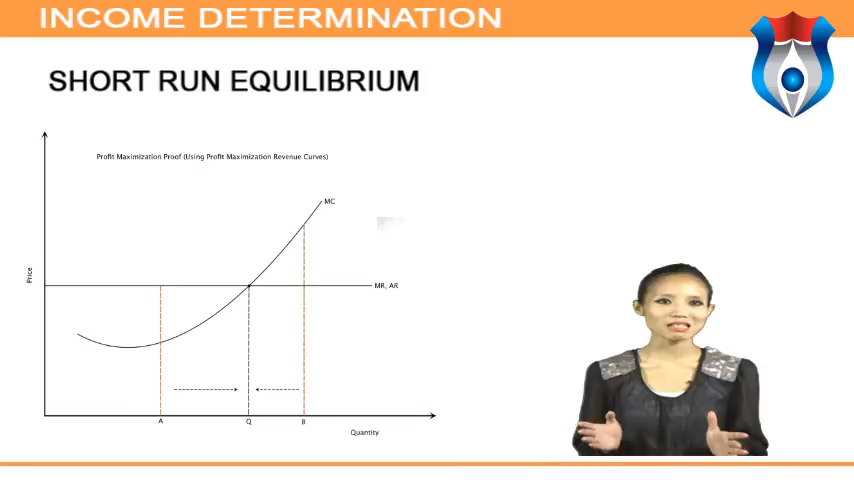 INCOME DETERMINATION
SHORT RUN EQUILIBRIUM
Profit Maximization Proof (Using Profit Maximization Revenue Curves)
MC
Price
MR, AR
A
Q
B
Quantity